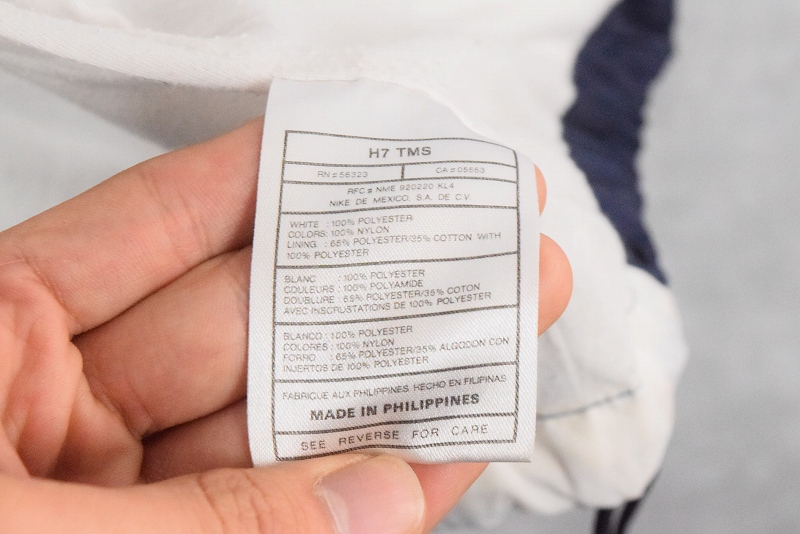 H7 TMS
RN#56323 CA#05553
RFC# NME 920220 KL4
NIKE DE MEXICO, S.A. DE C.V.
WHITE : 100% POLYESTER
COLORS: 100% NYLON
LINING : 65% POLYESTER/35% COTTON WITH
100% POLYESTER
BLANC : 100% POLYESTER
COULEURS : 100% POLYAMIDE
DOUBLURE : 65% POLYESTER/35% COTON
AVEC INSCRUSTATIONS DE 100% POLYESTER
BLANCO : 100% POLYESTER
COLORES : 100% NYLON
FORRO : 65% POLYESTER/35% ALGODON CON
INJERTOS DE 100% POLYESTER
FABRIQUE AUX PHILIPPINES. HECHO EN FILIPINAS
MADE IN PHILIPPINES
SEE REVERSE FOR CARE